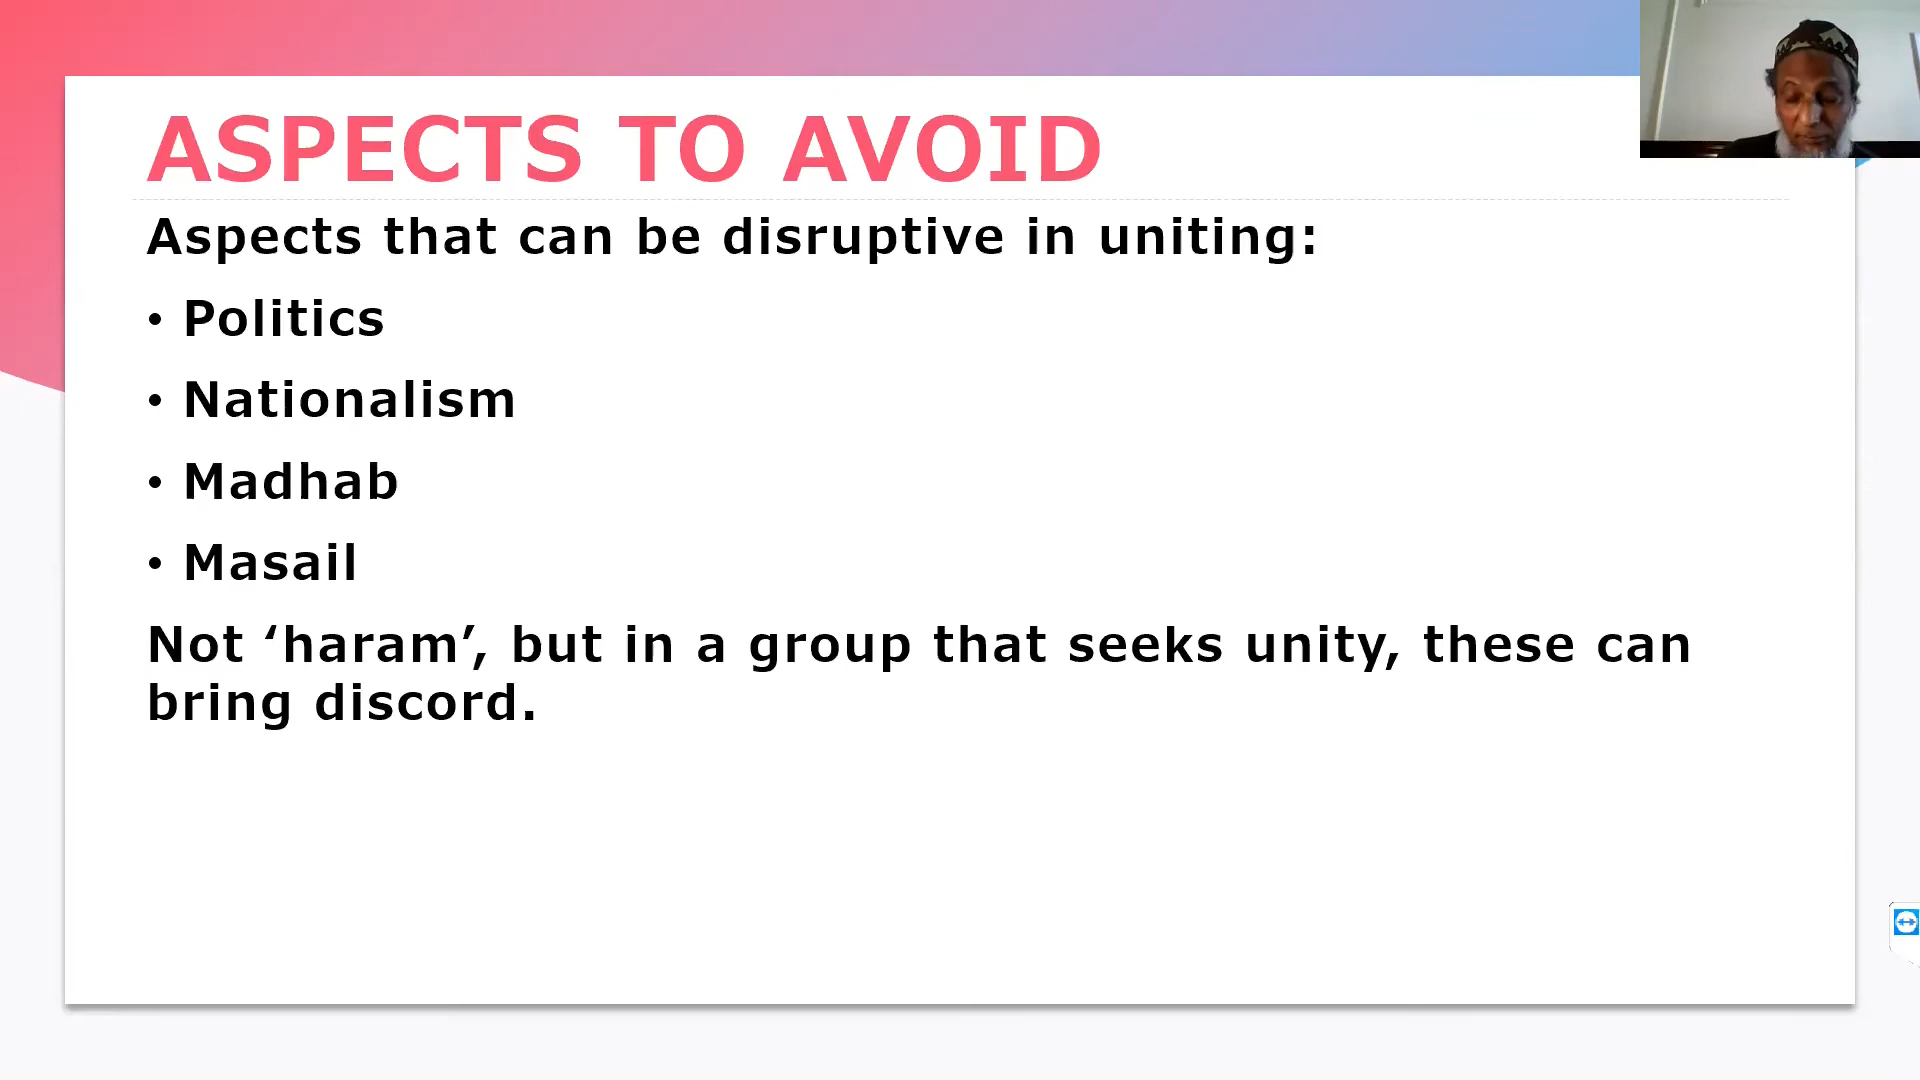 ASPECTS TO AVOID
Aspects that can be disruptive in uniting:
• Politics
• Nationalism
• Madhab
• Masail
Not ‘haram’, but in a group that seeks unity, these can
bring discord.